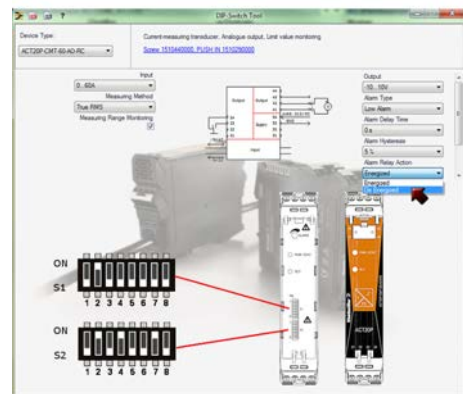 DIP-Switch Tool
?
Device Type:
ACT20P-CMT-60-AO-RC
Current-measuring transducer, Analogue output, Limit value monitoring
Screw 1510440000, PUSH IN 1510290000
Input
0...60A
Measuring Method
True RMS
Measuring Range Monitoring
Output
-10...10V
Alarm Type
Low Alarm
Alarm Delay Time
0 s
Alarm Hysteresis
5 %
Alarm Relay Action
Energized
Energized
De Energized
Output
Output
Supply
Input
ON
S1
1 2 3 4 5 6 7 8
ON
S2
1 2 3 4 5 6 7 8
ACT20P